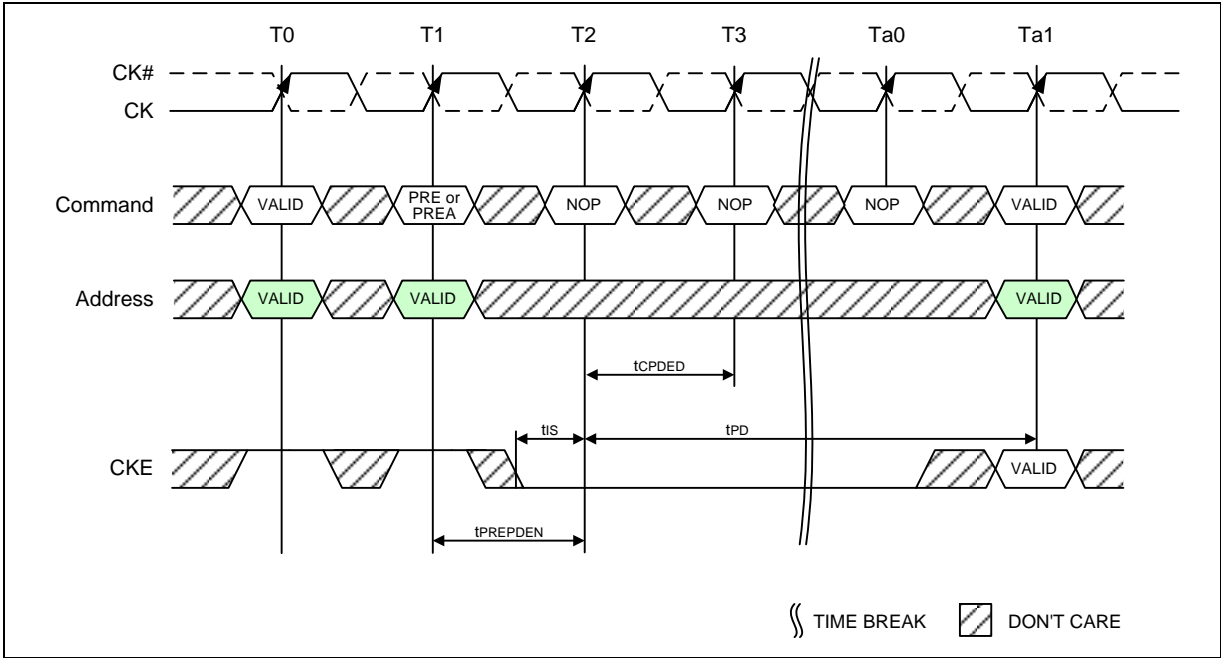 T0 T1 T2 T3 Ta0 Ta1
CK#
CK
Command VALID PRE or PREA NOP NOP NOP VALID
Address VALID VALID VALID
tCPDED
tIS tPD
CKE VALID
tPREPDEN
TIME BREAK DON'T CARE